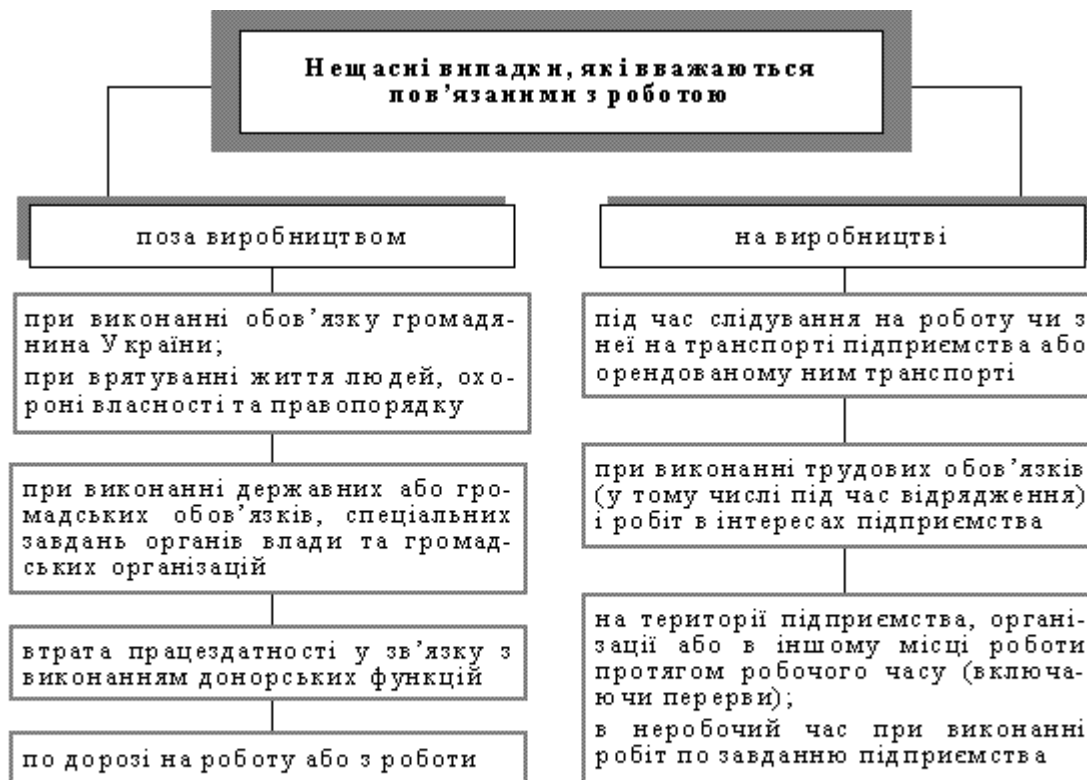 Нещасні випадки, які вважаються
пов’язаними з роботою
поза виробництвом
при виконанні обов’язку громадя-
нина України;
при врятуванні життя людей, охо-
роні власності та правопорядку
при виконанні державних або гро-
мадських обов’язків, спеціальних
завдань органів влади та громад-
ських організацій
втрата працездатності у зв’язку з
виконанням донорських функцій
по дорозі на роботу або з роботи
на виробництві
під час слідування на роботу чи з
неї на транспорті підприємства або
орендованому ним транспорті
при виконанні трудових обов’язків
(у тому числі під час відрядження)
і робіт в інтересах підприємства
на території підприємства, органі-
зації або в іншому місці роботи
протягом робочого часу (включа-
ючи перерви);
в неробочий час при виконанні
робіт по завданню підприємства